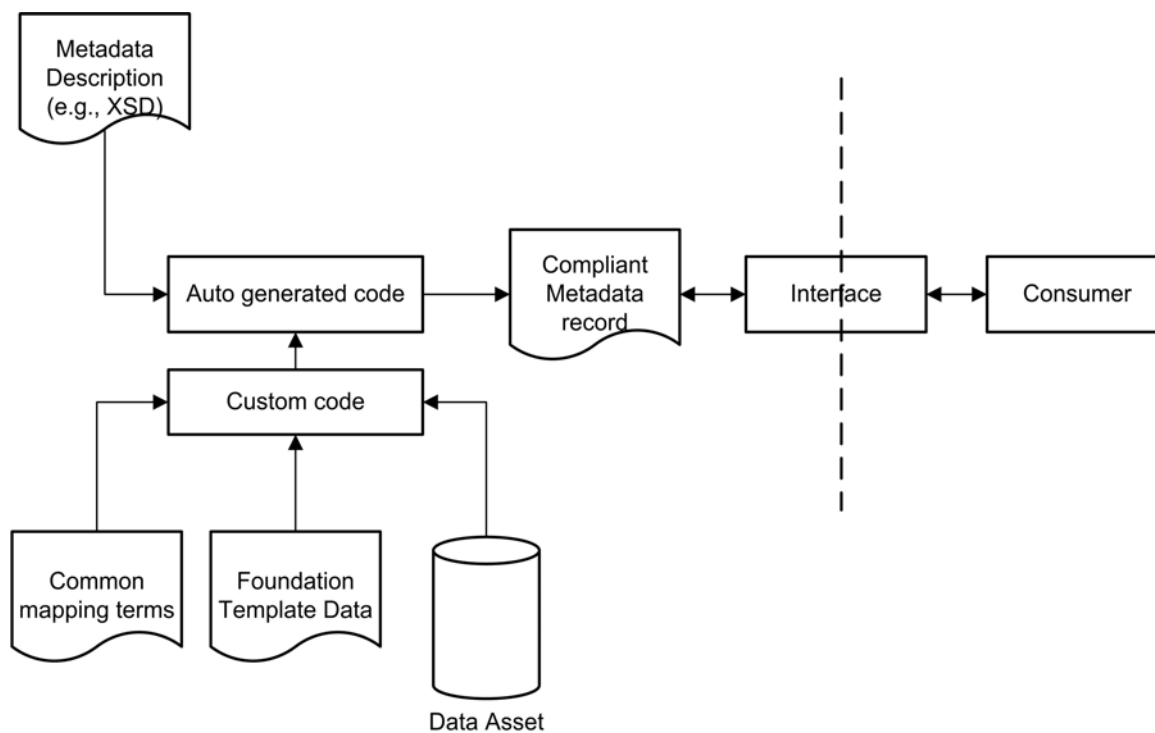 Metadata
Description
(e.g., XSD)
Auto generated code
Compliant
Metadata
record
Interface
Consumer
Custom code
Common
mapping terms
Foundation
Template Data
Data Asset